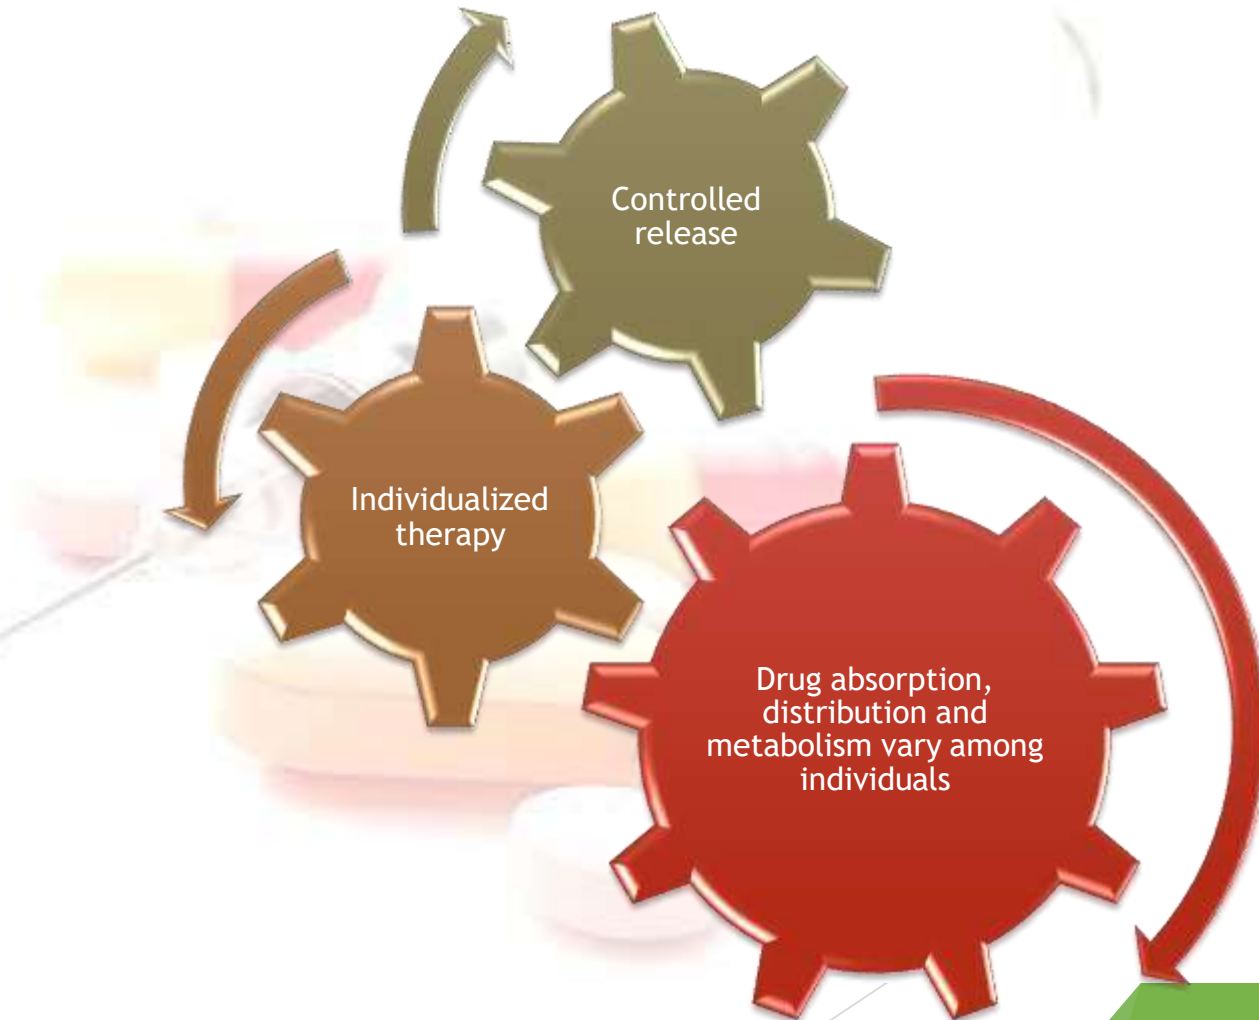 Controlled
release
Individualized
therapy
Drug absorption,
distribution and
metabolism vary among
individuals